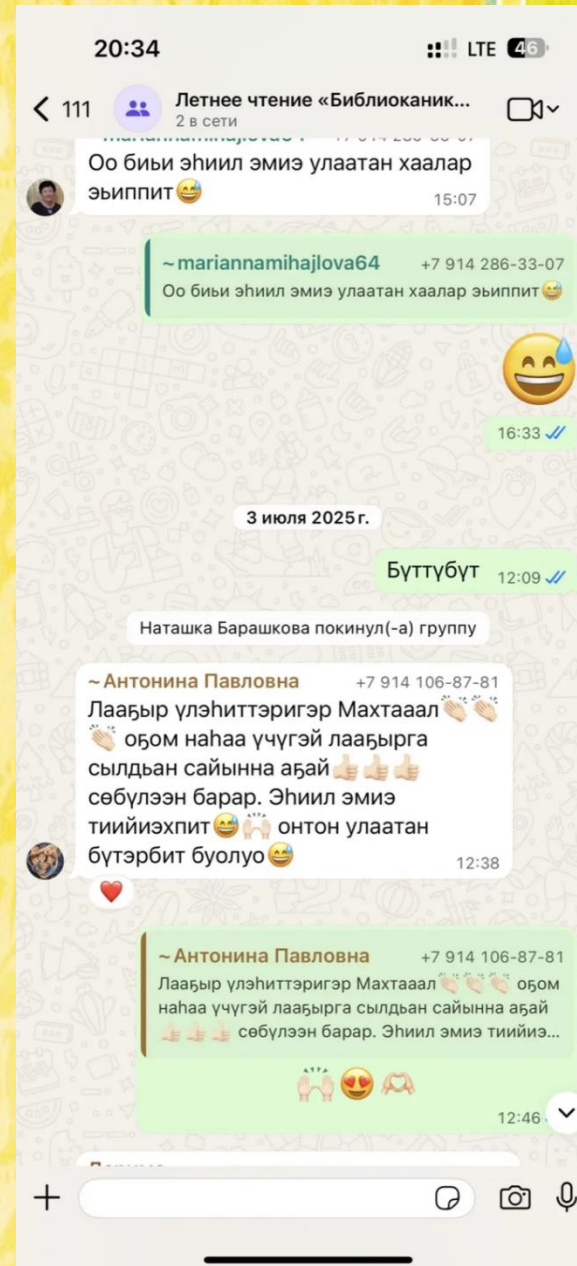 20:34
LTE 46
111
Летнее чтение «Библиоканик...
2 в сети
Оо биьи эһиил эмиэ улаатан хаалар
эьиппит😅
15:07
~mariannamihajlova64 +7 914 286-33-07
Оо биьи эһиил эмиэ улаатан хаалар эьиппит😅
😅
16:33
3 июля 2025 г.
Бүттүбүт 12:09
Наташка Барашкова покинул(-а) группу
~Антонина Павловна +7 914 106-87-81
Лааҕыр үлэһиттэригэр Махтааал👏🏻👏🏻
👏🏻 оҕом наһаа үчүгэй лааҕырга
сылдьан сайынна аҕай👍🏻👍🏻👍🏻
сөбүлээн барар. Эһиил эмиэ
тиийиэхпит😅🙌🏻 онтон улаатан
бүтэрбит буолуо😅
12:38
❤️
~Антонина Павловна +7 914 106-87-81
Лааҕыр үлэһиттэригэр Махтааал👏🏻👏🏻👏🏻 оҕом
наһаа үчүгэй лааҕырга сылдьан сайынна аҕай
👍🏻👍🏻👍🏻 сөбүлээн барар. Эһиил эмиэ тиийиэ...
🙌🏻😍🫶🏻
12:46